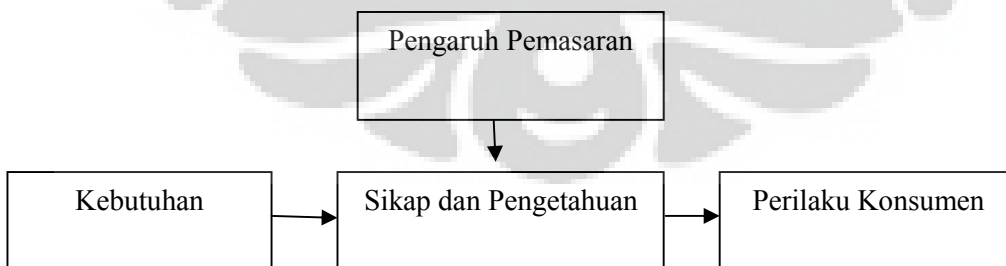 Pengaruh Pemasaran
Kebutuhan
Sikap dan Pengetahuan
Perilaku Konsumen